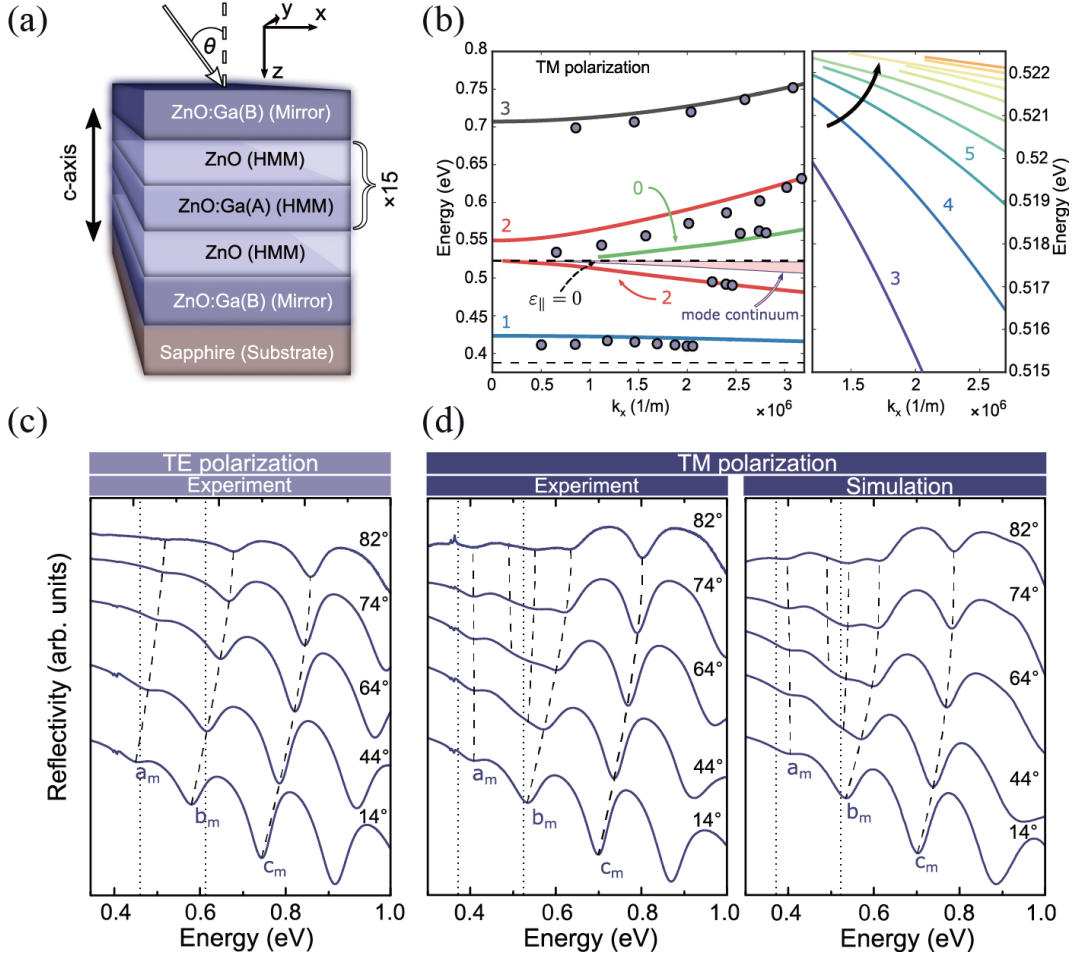 (a)
θ
y
x
z
c-axis
ZnO:Ga(B) (Mirror)
ZnO (HMM)
ZnO:Ga(A) (HMM)
×15
ZnO (HMM)
ZnO:Ga(B) (Mirror)
Sapphire (Substrate)
(b)
Energy (eV)
0.8
0.75
0.7
0.65
0.6
0.55
0.5
0.45
0.4
TM polarization
3
0
2
ε∥ = 0
2
mode continuum
1
0 0.5 1 1.5 2 2.5 3
kx (1/m) ×10⁶
5
4
3
0.522
0.521
0.52
0.519
0.518
0.517
0.516
0.515
Energy (eV)
1.5 2 2.5
kx (1/m) ×10⁶
(c)
TE polarization
Experiment
Reflectivity (arb. units)
82°
74°
64°
44°
14°
am
bm
cm
0.4 0.6 0.8 1.0
Energy (eV)
(d)
TM polarization
Experiment
82°
74°
64°
44°
14°
am
bm
cm
0.4 0.6 0.8 1.0
Energy (eV)
Simulation
82°
74°
64°
44°
14°
am
bm
cm
0.4 0.6 0.8 1.0
Energy (eV)